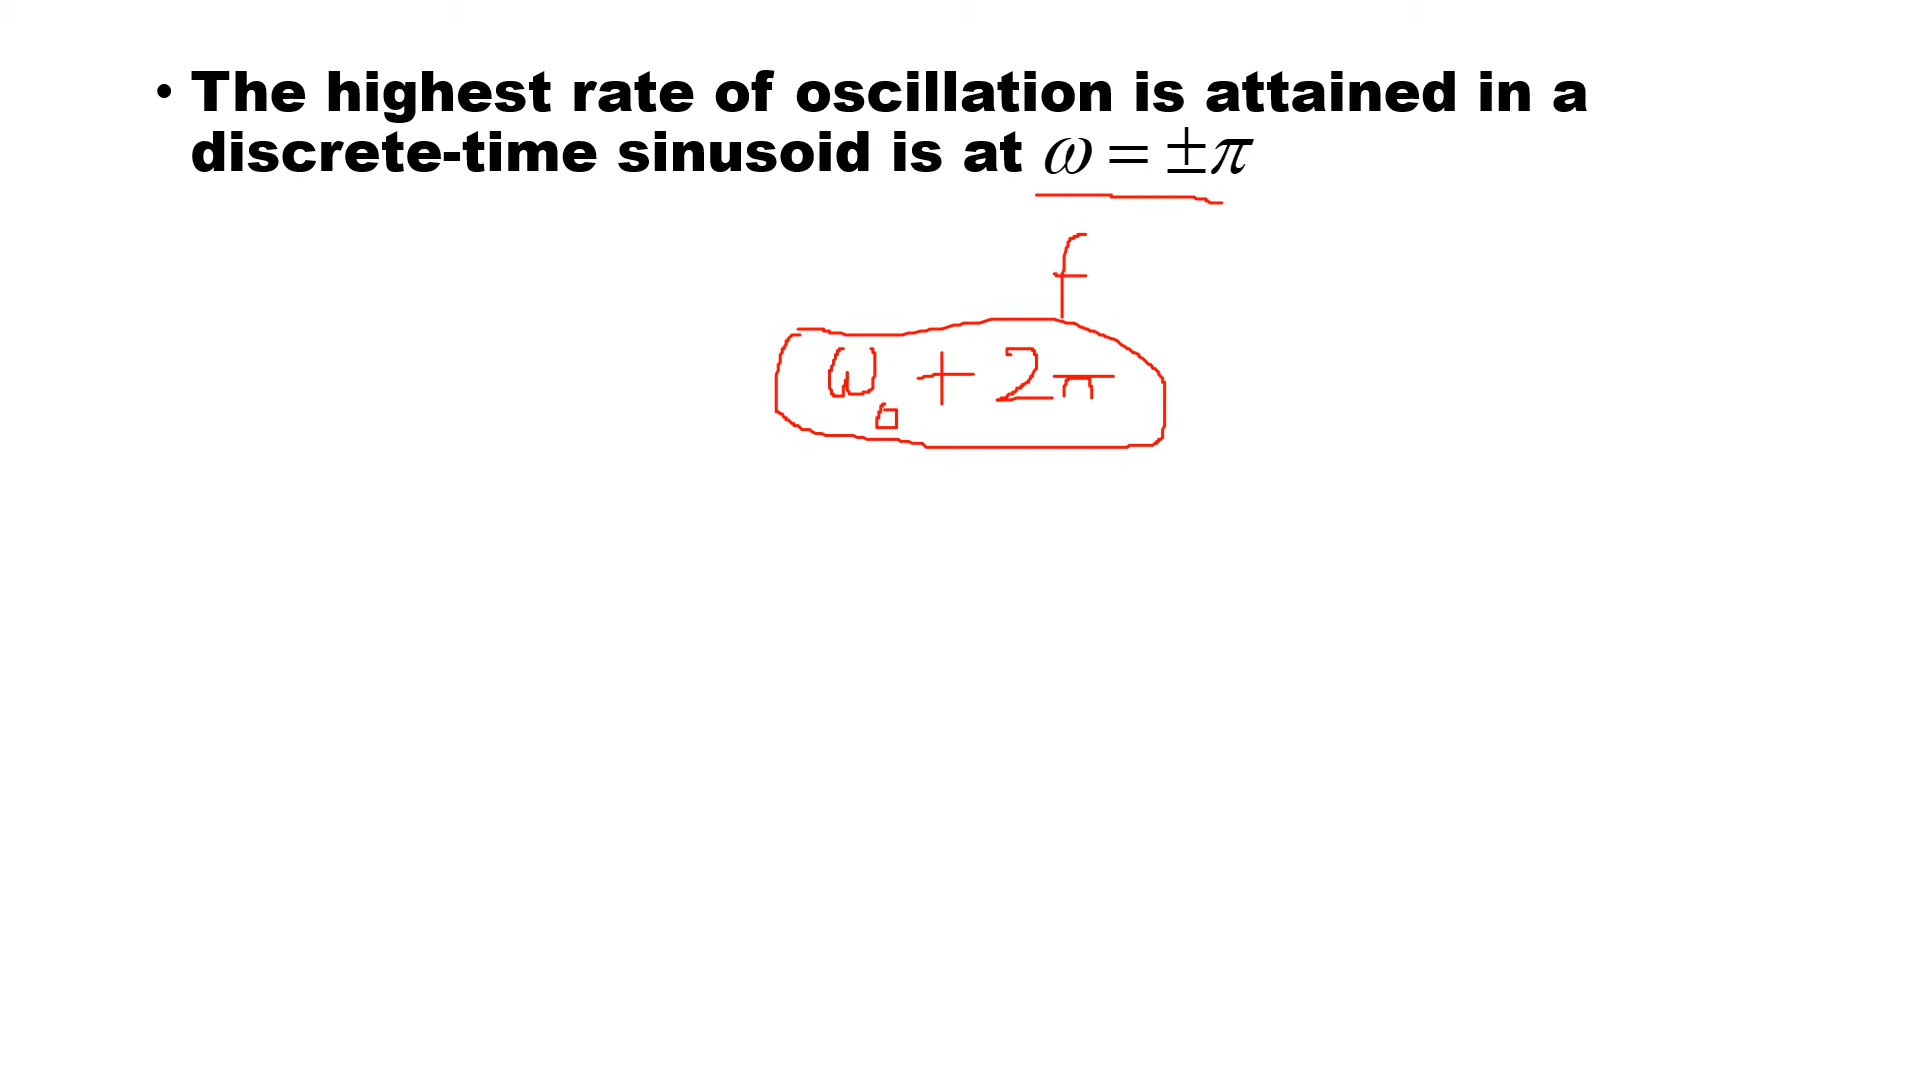 • The highest rate of oscillation is attained in a
discrete-time sinusoid is at ω = ±π
f
ω₀ + 2π